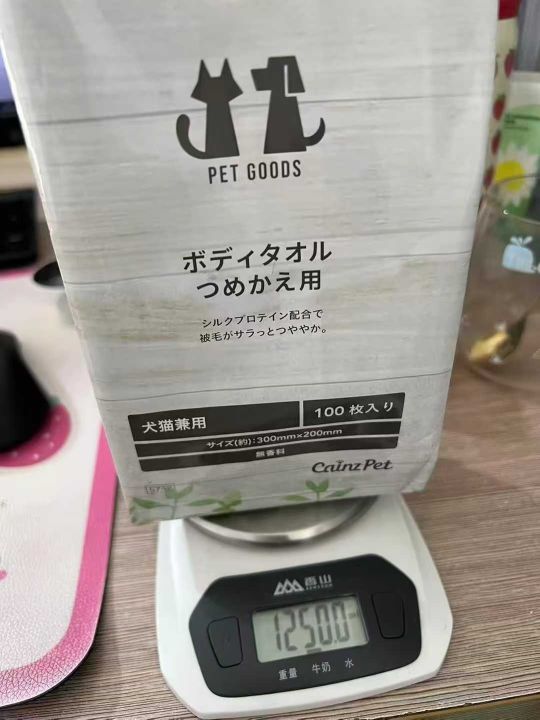 PET GOODS
ボディタオル
つめかえ用
シルクプロテイン配合で
被毛がサラっとつややか。
犬猫兼用
100枚入り
サイズ(約):300mm×200mm
無香料
CainzPet
香山
1250.0
重量 牛奶 水